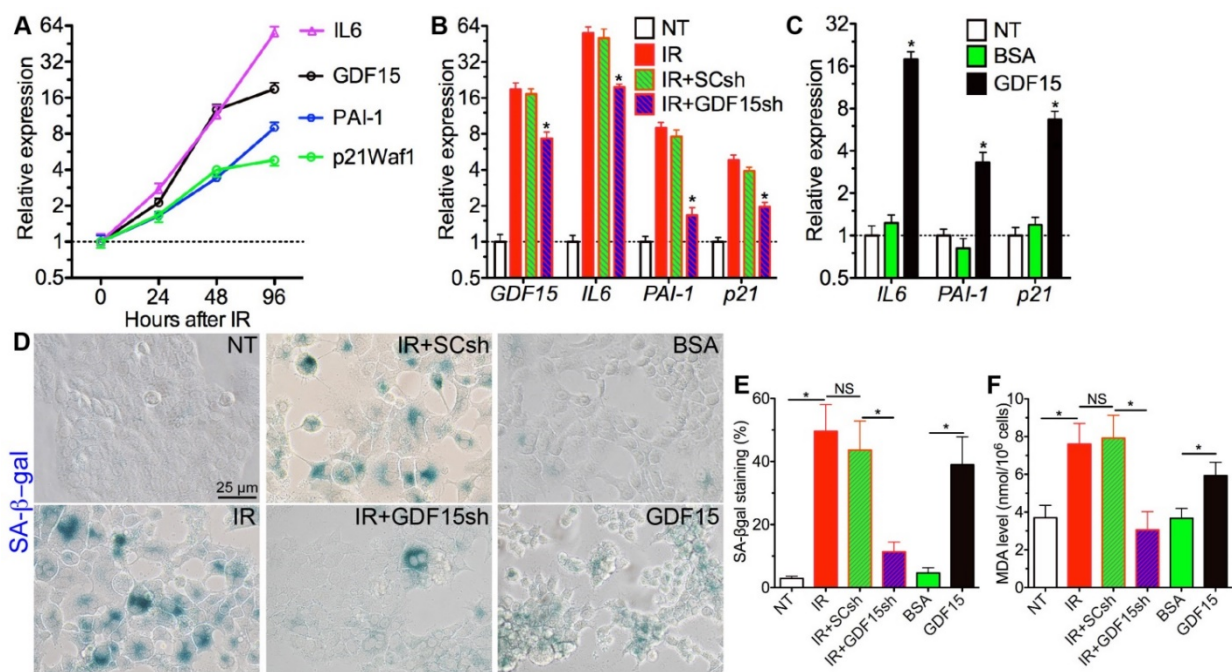 A
Relative expression
64
32
16
8
4
2
1
0.5
0
24
48
96
Hours after IR
IL6
GDF15
PAI-1
p21Waf1
B
Relative expression
64
32
16
8
4
2
1
0.5
NT
IR
IR+SCsh
IR+GDF15sh
*
*
*
*
GDF15
IL6
PAI-1
p21
C
Relative expression
32
16
8
4
2
1
0.5
NT
BSA
GDF15
*
*
*
IL6
PAI-1
p21
D
SA-β-gal
NT
25 µm
IR+SCsh
BSA
IR
IR+GDF15sh
GDF15
E
SA-βgal staining (%)
60
40
20
0
*
NS
*
*
NT
IR
IR+SCsh
IR+GDF15sh
BSA
GDF15
F
MDA level (nmol/10⁶ cells)
10
8
6
4
2
0
*
NS
*
*
NT
IR
IR+SCsh
IR+GDF15sh
BSA
GDF15